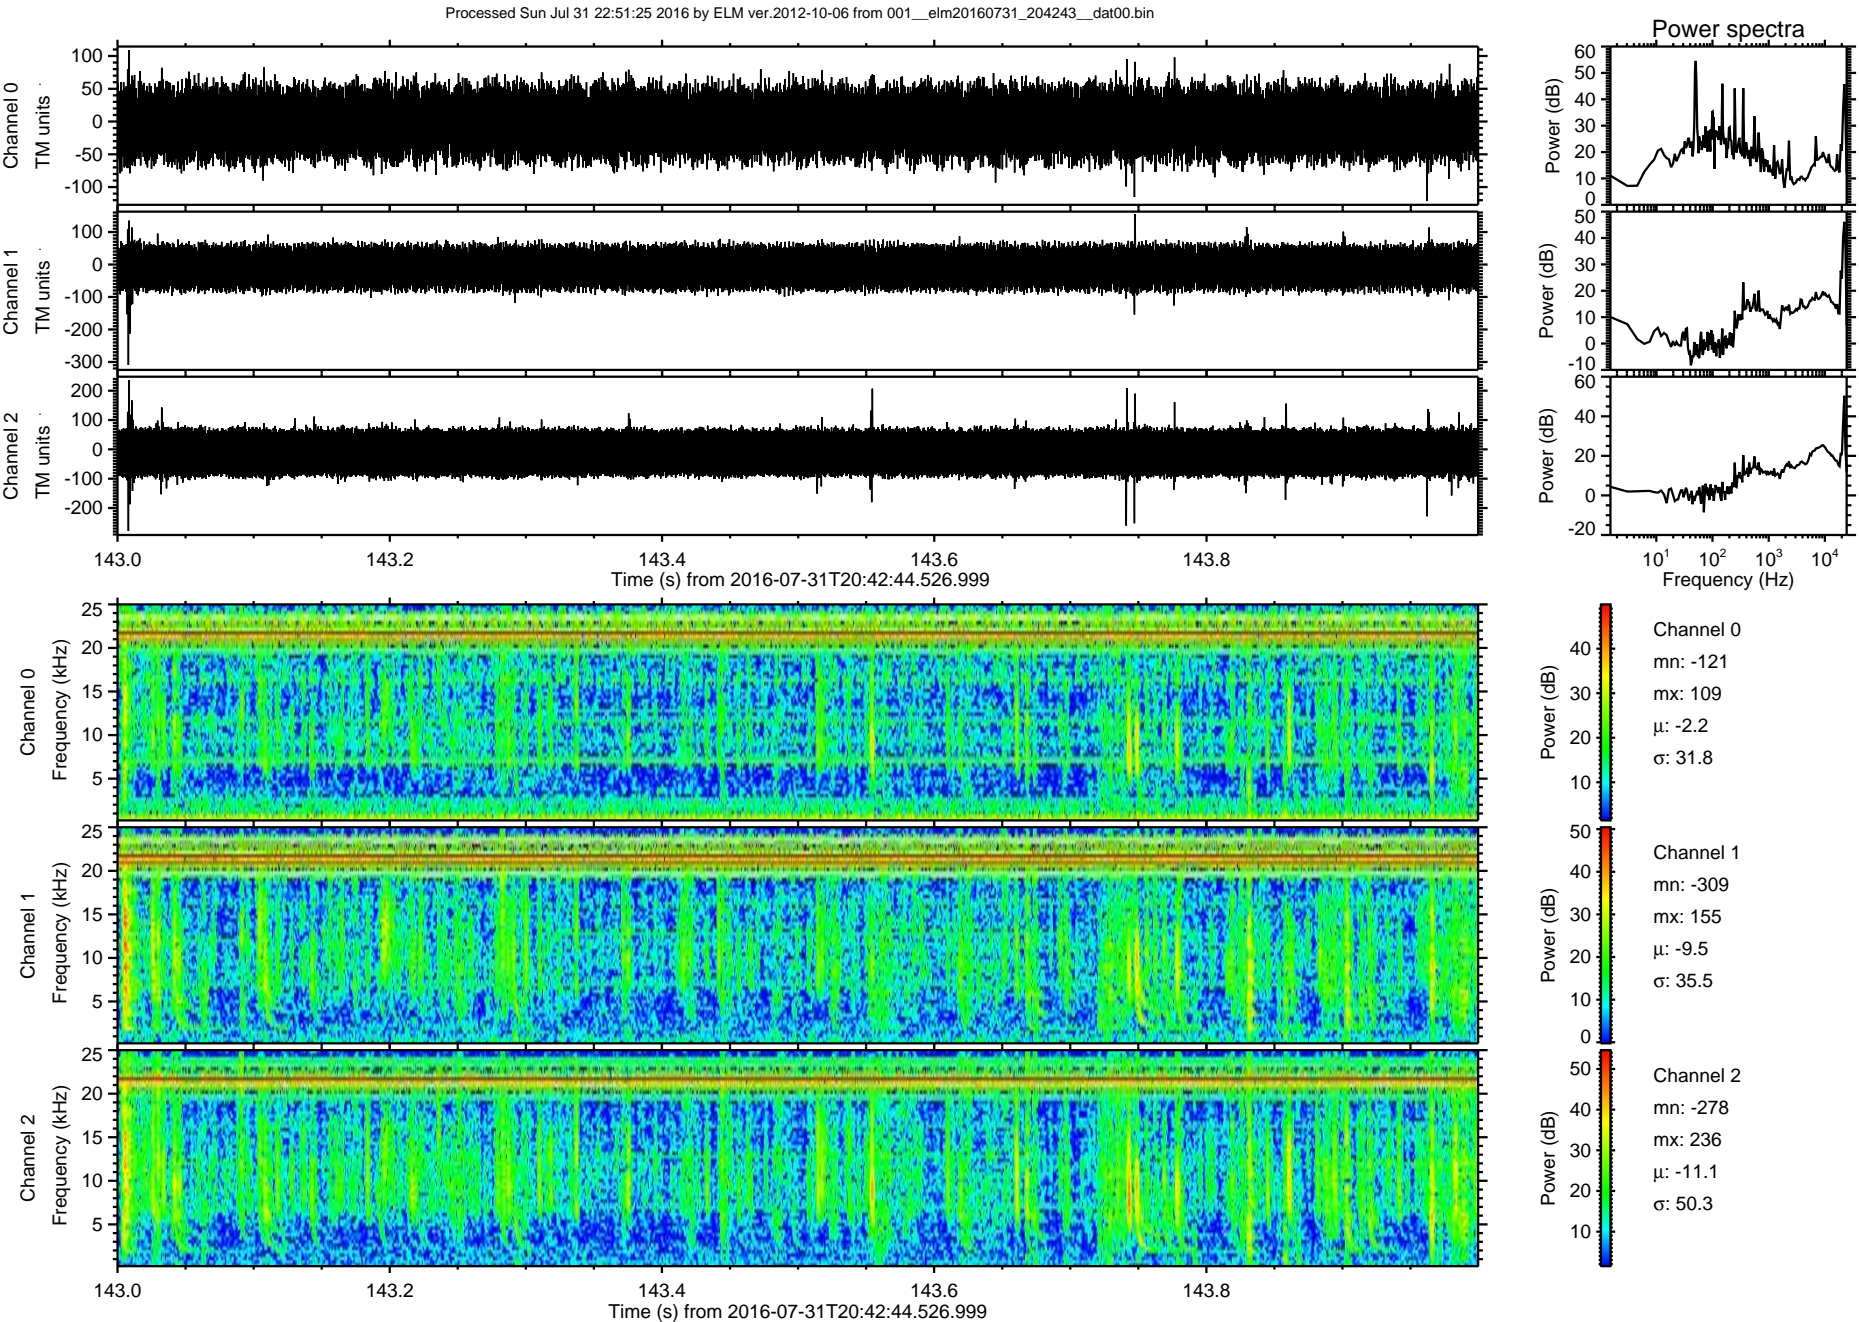 Processed Sun Jul 31 22:51:25 2016 by ELM ver.2012-10-06 from 001__elm20160731_204243__dat00.bin
Power spectra
Channel 0
TM units
100
50
0
-50
-100
Power (dB)
60
50
40
30
20
10
0
Channel 1
TM units
100
0
-100
-200
-300
Power (dB)
50
40
30
20
10
0
-10
Channel 2
TM units
200
100
0
-100
-200
Power (dB)
60
40
20
0
-20
143.0 143.2 143.4 143.6 143.8
Time (s) from 2016-07-31T20:42:44.526.999
10^1 10^2 10^3 10^4
Frequency (Hz)
Channel 0
Frequency (kHz)
25
20
15
10
5
Power (dB)
40
30
20
10
Channel 0
mn: -121
mx: 109
μ: -2.2
σ: 31.8
Channel 1
Frequency (kHz)
25
20
15
10
5
Power (dB)
50
40
30
20
10
0
Channel 1
mn: -309
mx: 155
μ: -9.5
σ: 35.5
Channel 2
Frequency (kHz)
25
20
15
10
5
Power (dB)
50
40
30
20
10
Channel 2
mn: -278
mx: 236
μ: -11.1
σ: 50.3
143.0 143.2 143.4 143.6 143.8
Time (s) from 2016-07-31T20:42:44.526.999